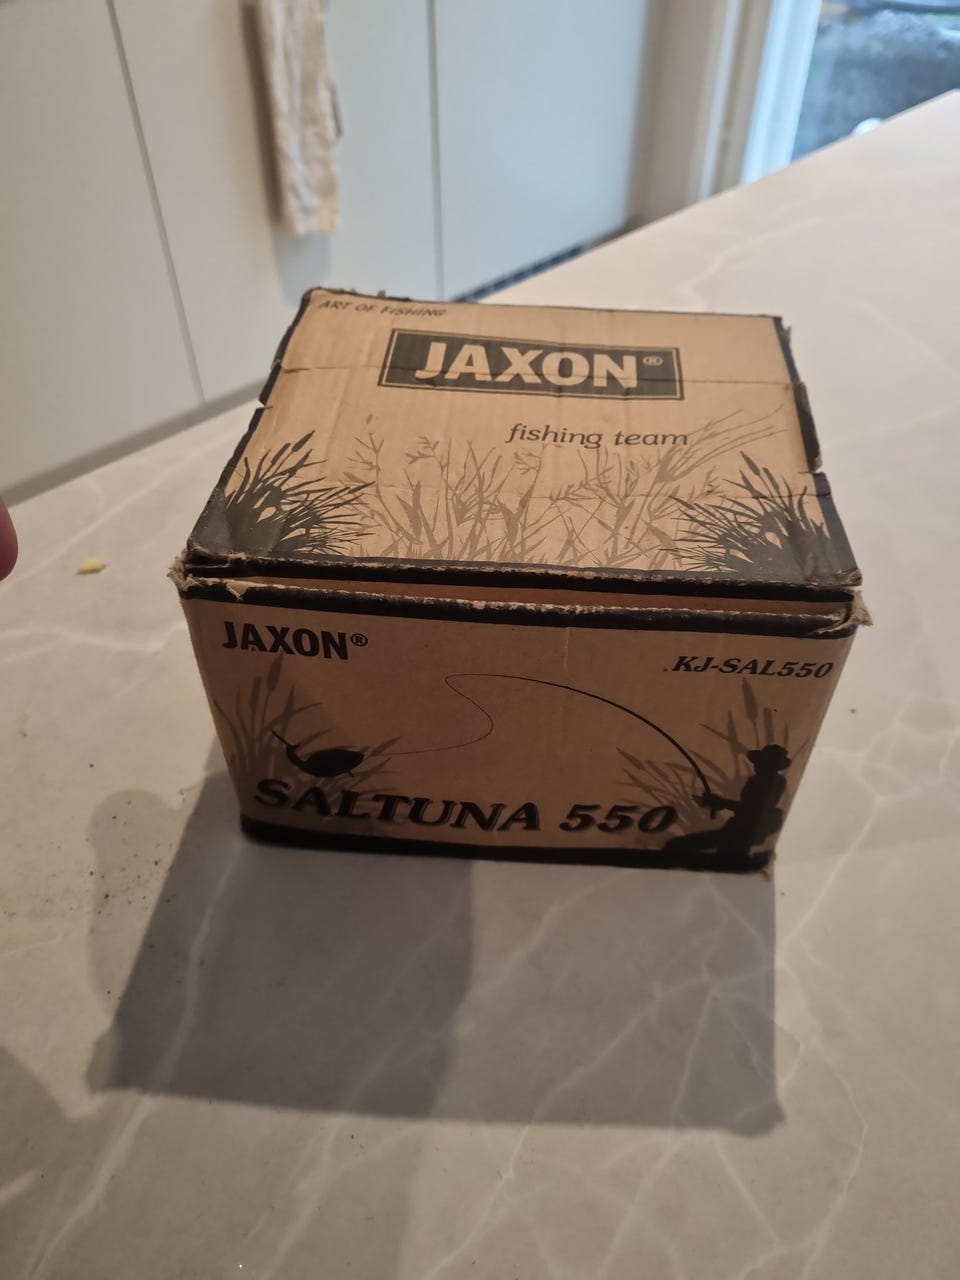 ART OF FISHING
JAXON®
fishing team
JAXON®
KJ-SAL550
SALTUNA 550